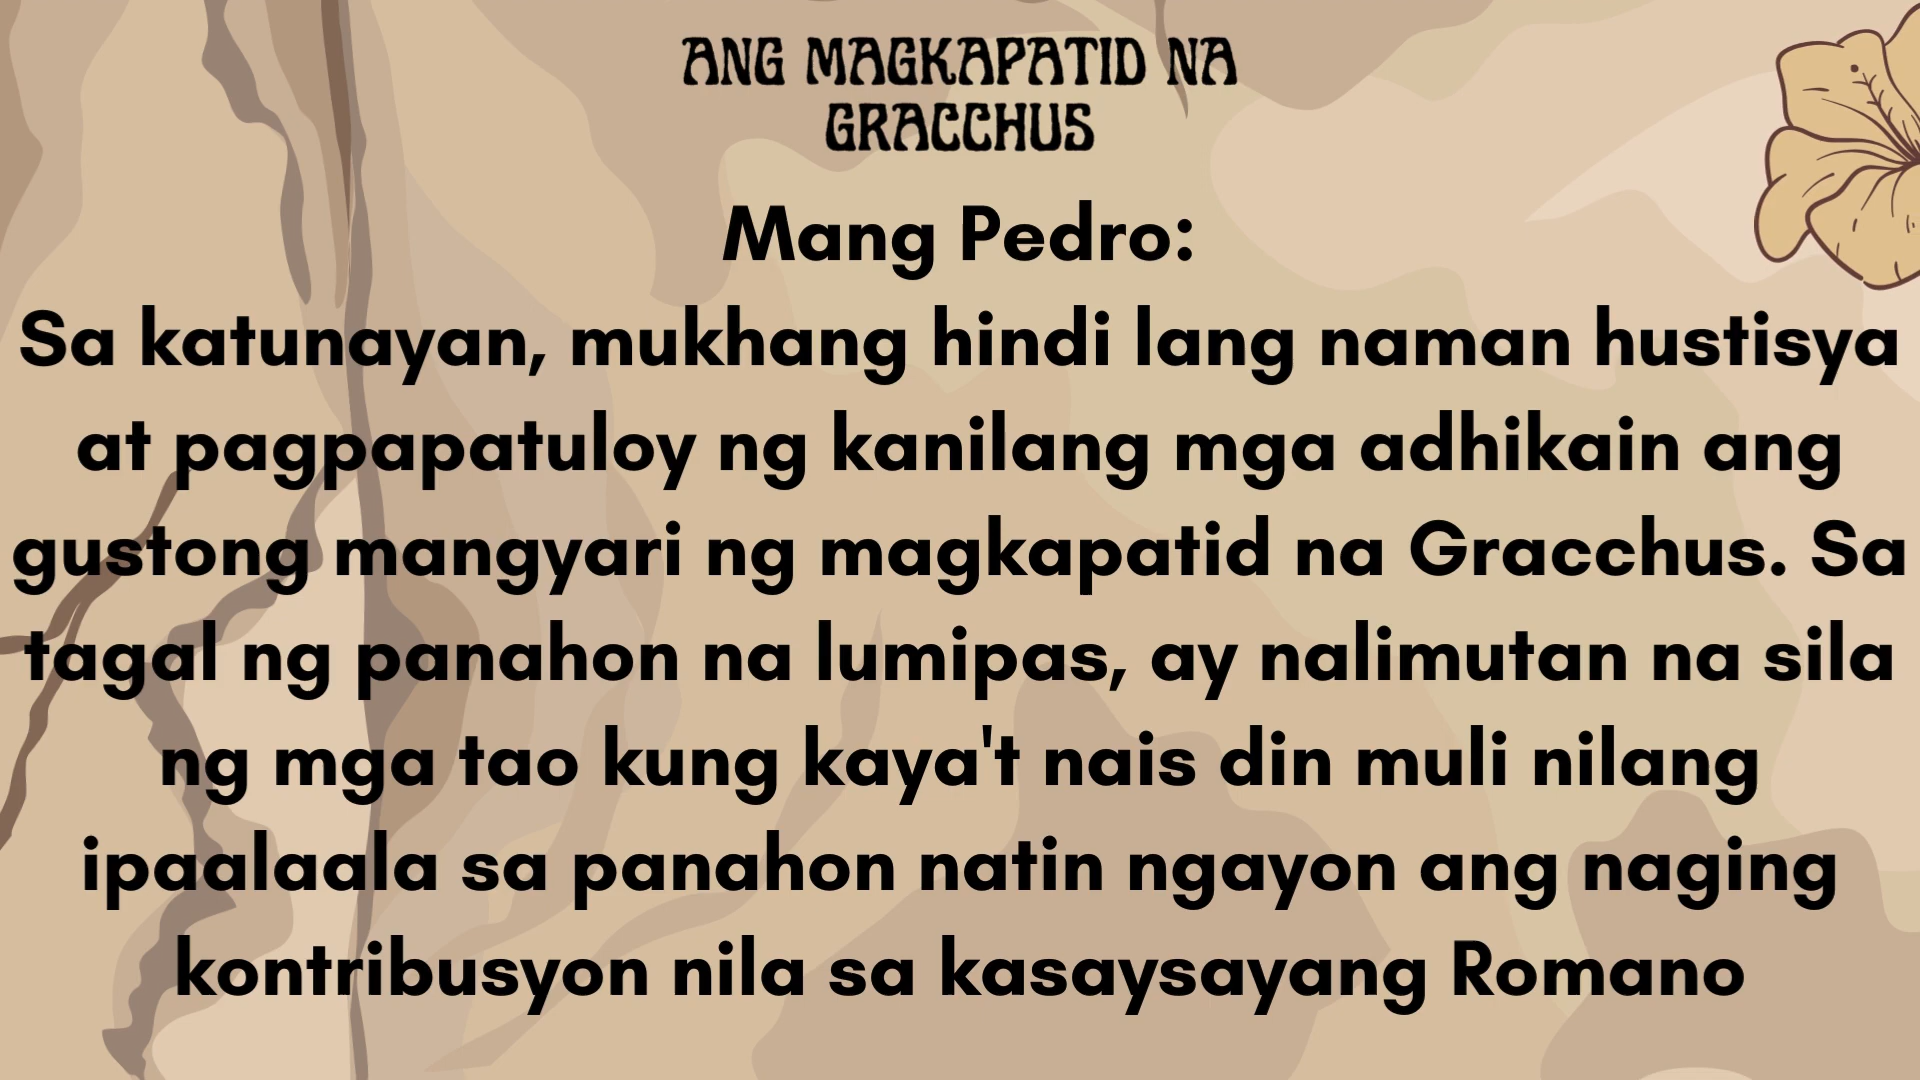 ANG MAGKAPATID NA
GRACCHUS
Mang Pedro:
Sa katunayan, mukhang hindi lang naman hustisya
at pagpapatuloy ng kanilang mga adhikain ang
gustong mangyari ng magkapatid na Gracchus. Sa
tagal ng panahon na lumipas, ay nalimutan na sila
ng mga tao kung kaya't nais din muli nilang
ipaalaala sa panahon natin ngayon ang naging
kontribusyon nila sa kasaysayang Romano